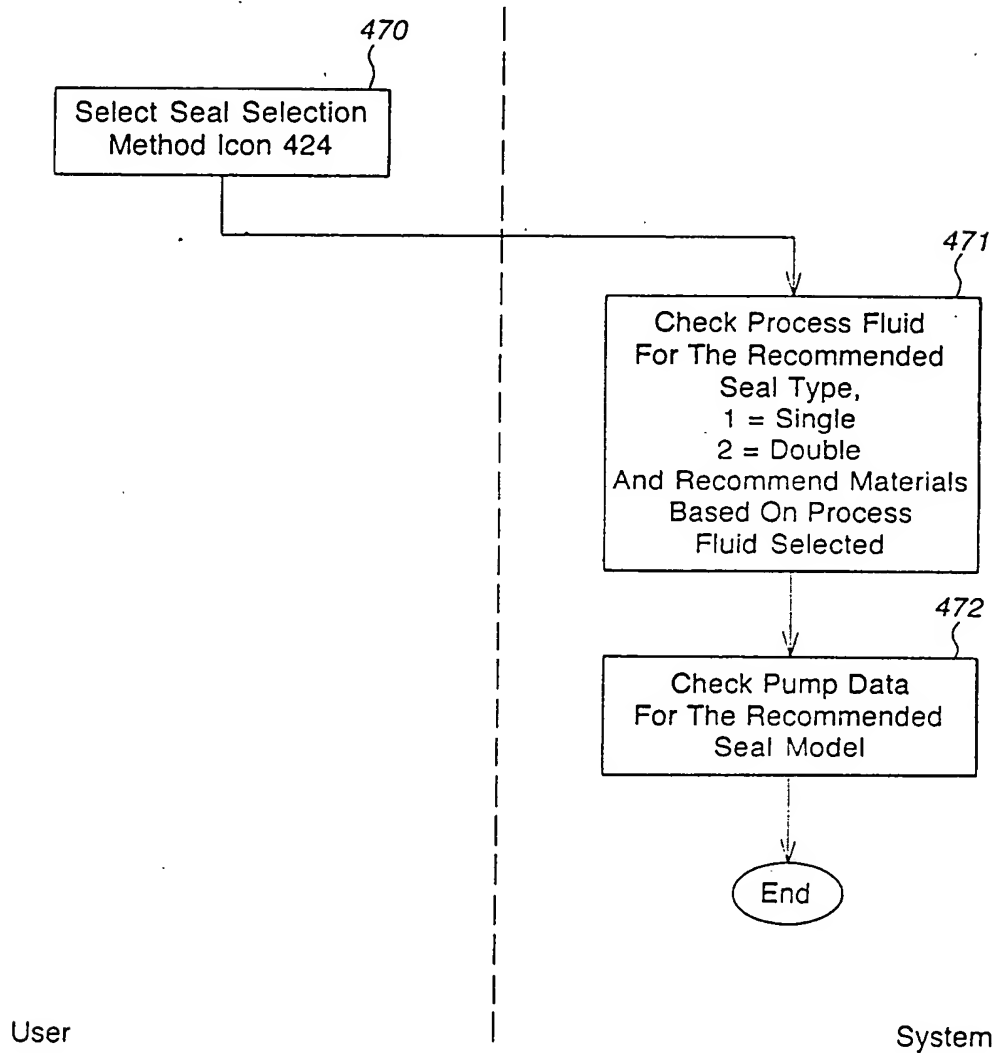 470
Select Seal Selection
Method Icon 424
471
Check Process Fluid
For The Recommended
Seal Type,
1 = Single
2 = Double
And Recommend Materials
Based On Process
Fluid Selected
472
Check Pump Data
For The Recommended
Seal Model
End
User
System